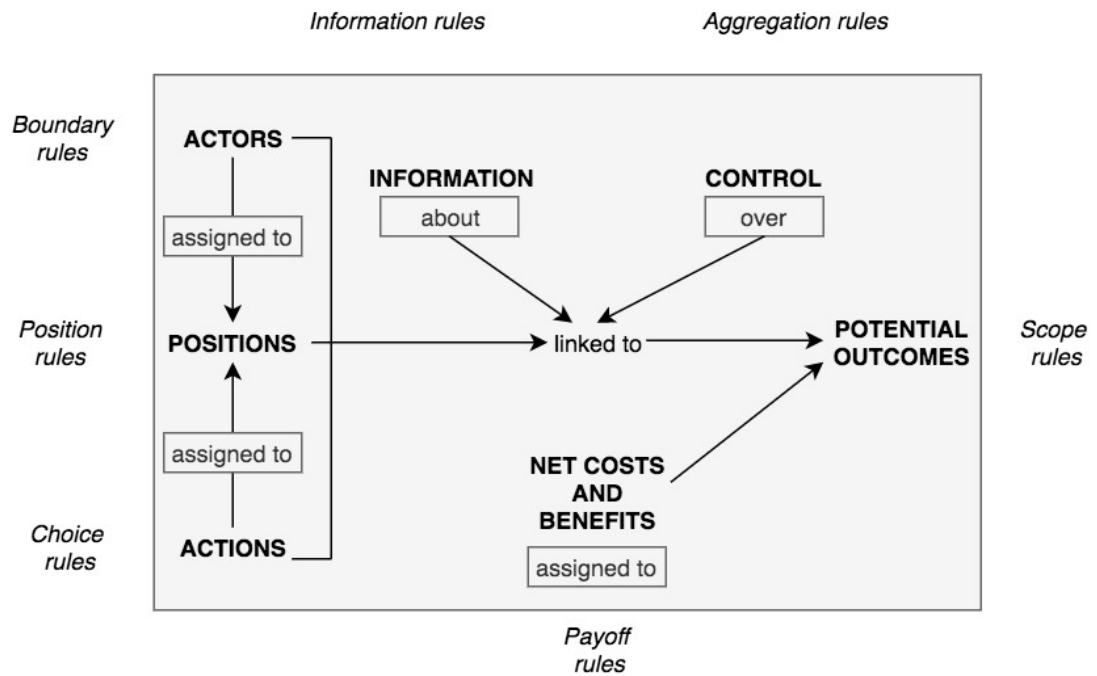 Information rules
Aggregation rules
Boundary
rules
ACTORS
INFORMATION
CONTROL
about
over
assigned to
Position
rules
POSITIONS
linked to
POTENTIAL
OUTCOMES
Scope
rules
assigned to
NET COSTS
AND
BENEFITS
Choice
rules
ACTIONS
assigned to
Payoff
rules